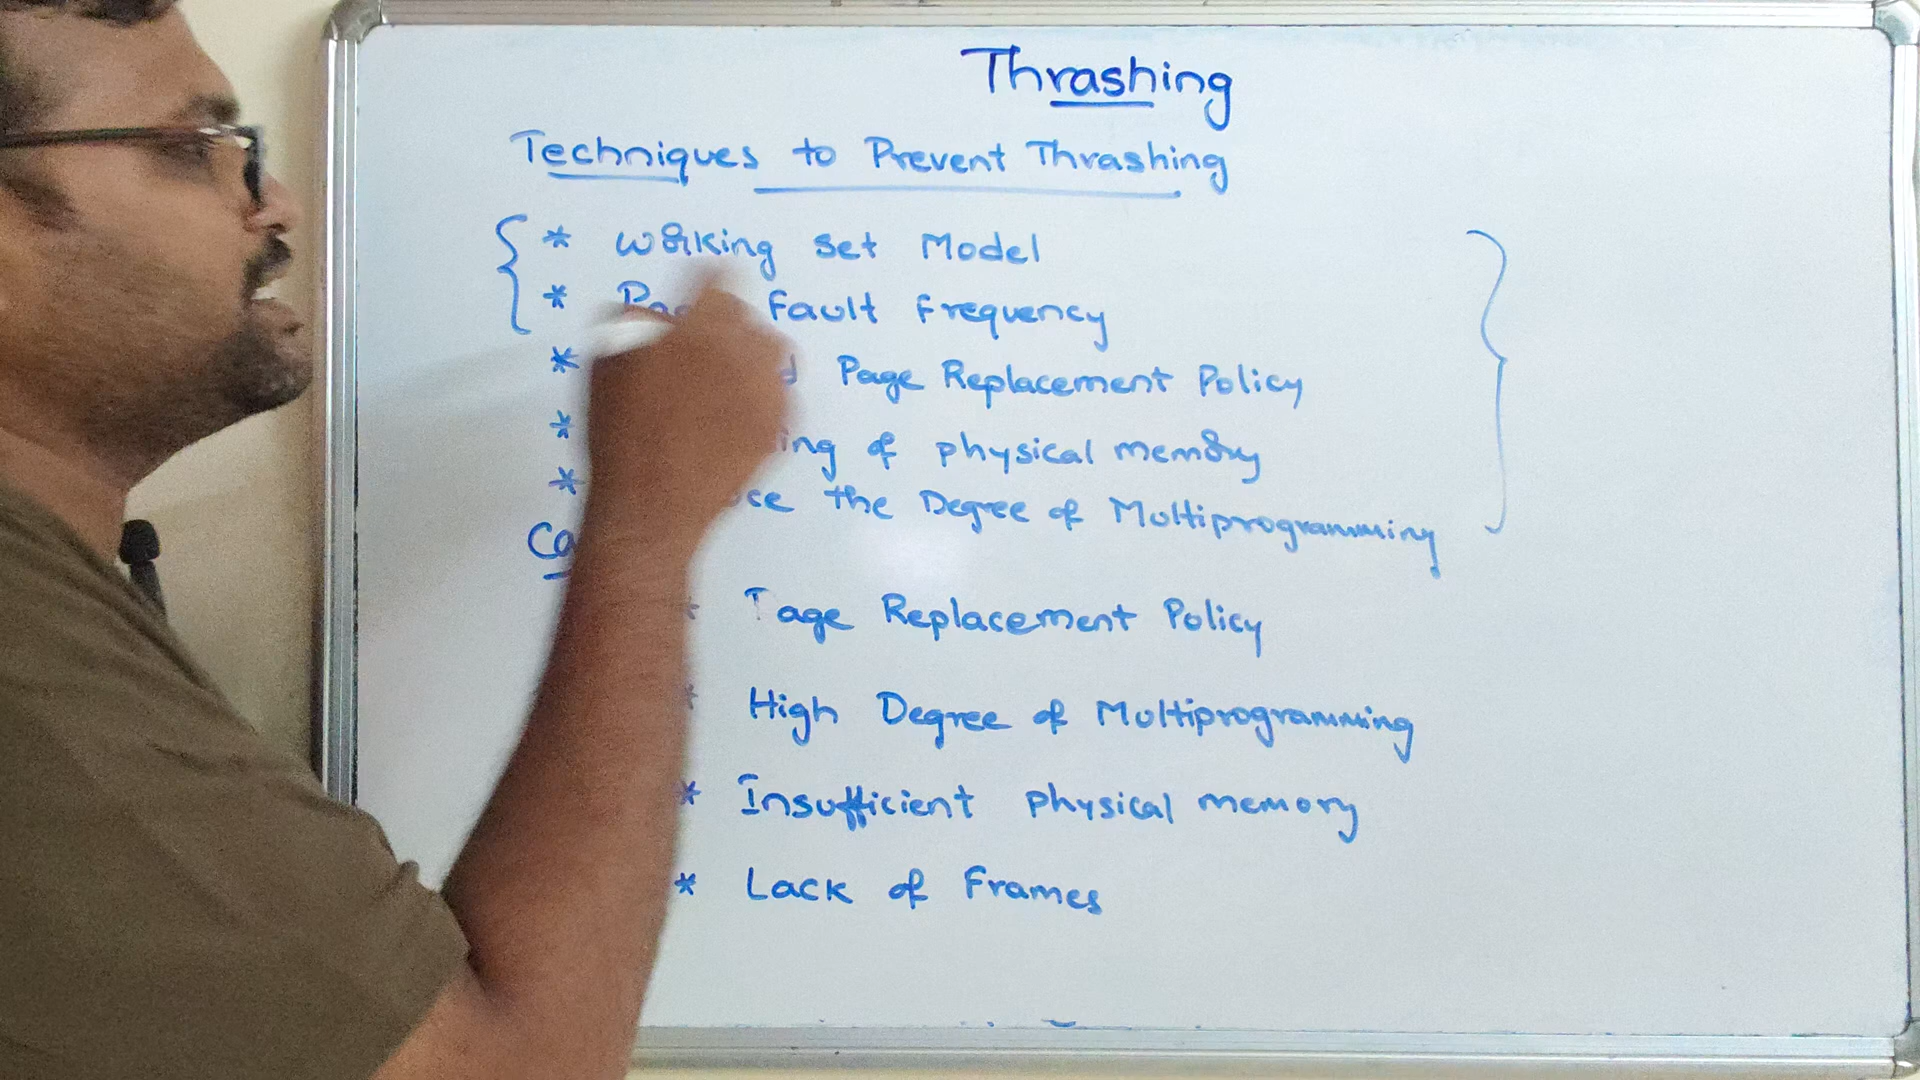 Thrashing
Techniques to Prevent Thrashing
* Working Set Model
* Fault Frequency
* Page Replacement Policy
* of physical memory
* the Degree of Multiprogramming
* Page Replacement Policy
* High Degree of Multiprogramming
* Insufficient physical memory
* Lack of Frames